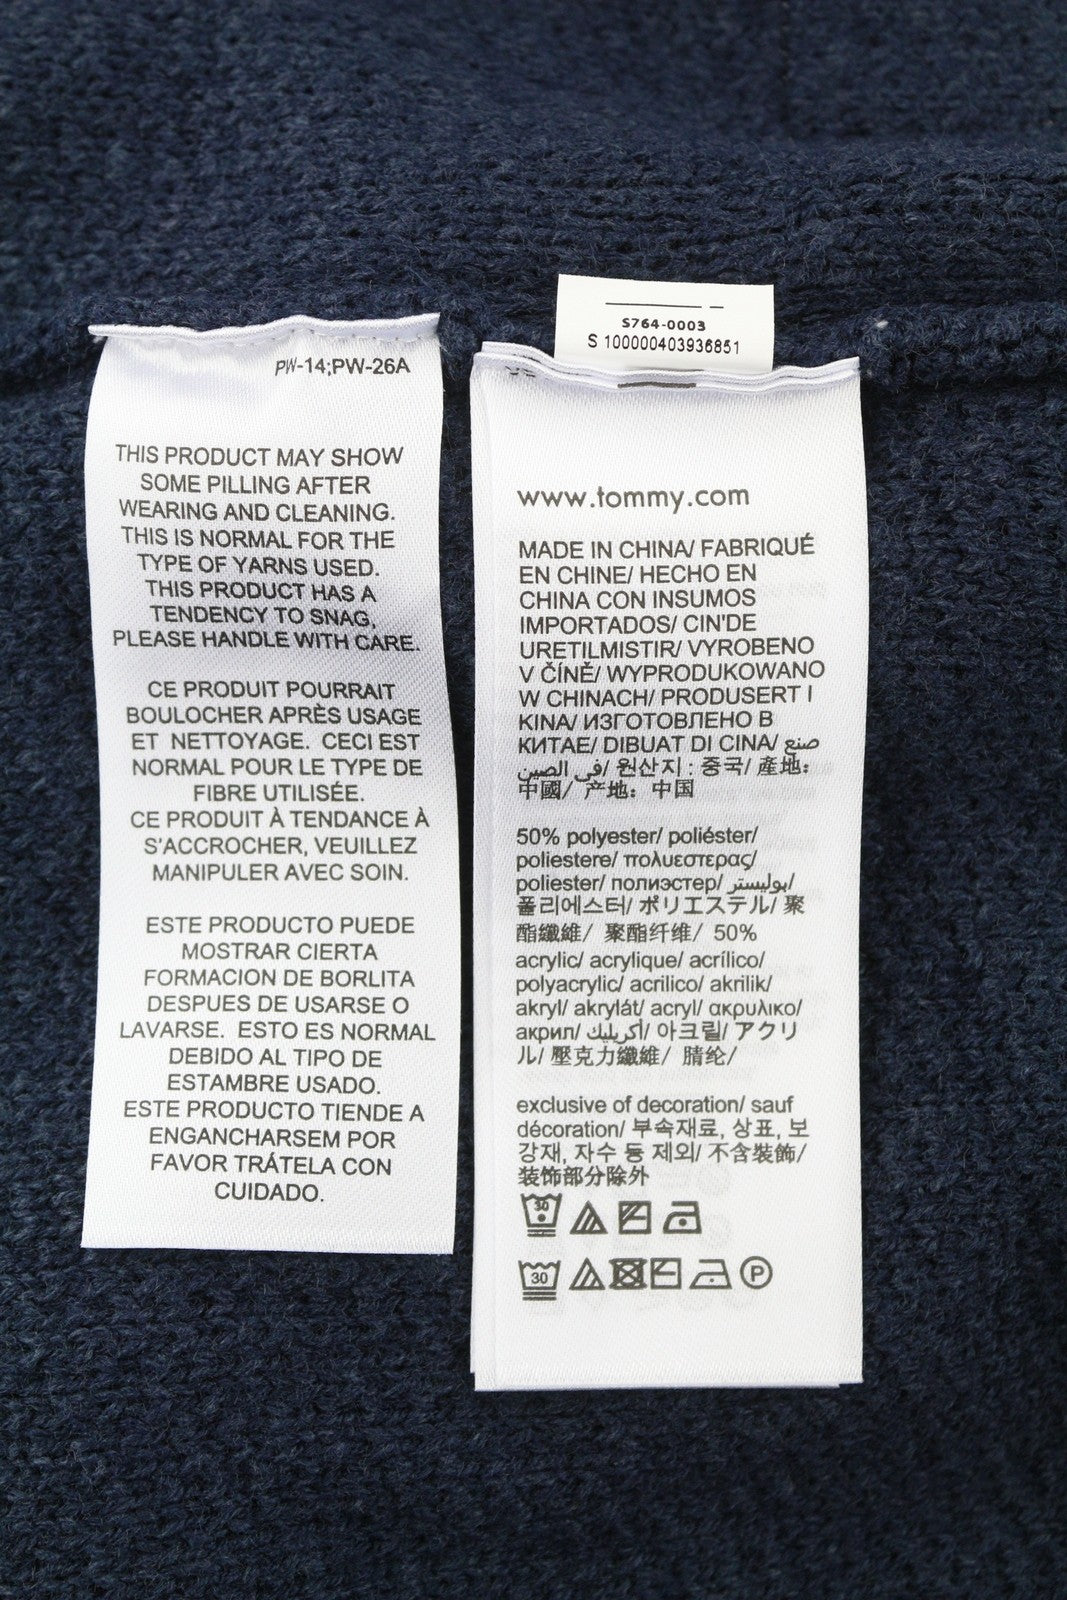 PW-14;PW-26A
THIS PRODUCT MAY SHOW
SOME PILLING AFTER
WEARING AND CLEANING.
THIS IS NORMAL FOR THE
TYPE OF YARNS USED.
THIS PRODUCT HAS A
TENDENCY TO SNAG,
PLEASE HANDLE WITH CARE.
CE PRODUIT POURRAIT
BOULOCHER APRÈS USAGE
ET NETTOYAGE. CECI EST
NORMAL POUR LE TYPE DE
FIBRE UTILISÉE.
CE PRODUIT À TENDANCE À
S'ACCROCHER, VEUILLEZ
MANIPULER AVEC SOIN.
ESTE PRODUCTO PUEDE
MOSTRAR CIERTA
FORMACION DE BORLITA
DESPUES DE USARSE O
LAVARSE. ESTO ES NORMAL
DEBIDO AL TIPO DE
ESTAMBRE USADO.
ESTE PRODUCTO TIENDE A
ENGANCHARSEM POR
FAVOR TRÁTELA CON
CUIDADO.
S764-0003
S 100000403936851
www.tommy.com
MADE IN CHINA/ FABRIQUÉ
EN CHINE/ HECHO EN
CHINA CON INSUMOS
IMPORTADOS/ CIN'DE
URETILMISTIR/ VYROBENO
V ČÍNĚ/ WYPRODUKOWANO
W CHINACH/ PRODUSERT I
KINA/ ИЗГОТОВЛЕНО В
КИТАЕ/ DIBUAT DI CINA/ صنع
في الصين/ 원산지 : 중국/ 產地:
中國/ 产地: 中国
50% polyester/ poliéster/
poliestere/ πολυεστερας/
poliester/ полиэстер/ بوليستر/
폴리에스터/ ポリエステル/ 聚
酯纖維/ 聚酯纤维/ 50%
acrylic/ acrylique/ acrílico/
polyacrylic/ acrilico/ akrilik/
akryl/ akrylát/ acryl/ ακρυλικο/
акрил/ أكريليك/ 아크릴/ アクリ
ル/ 壓克力纖維/ 腈纶/
exclusive of decoration/ sauf
décoration/ 부속재료, 상표, 보
강재, 자수 등 제외/ 不含裝飾/
装饰部分除外
30
30 P